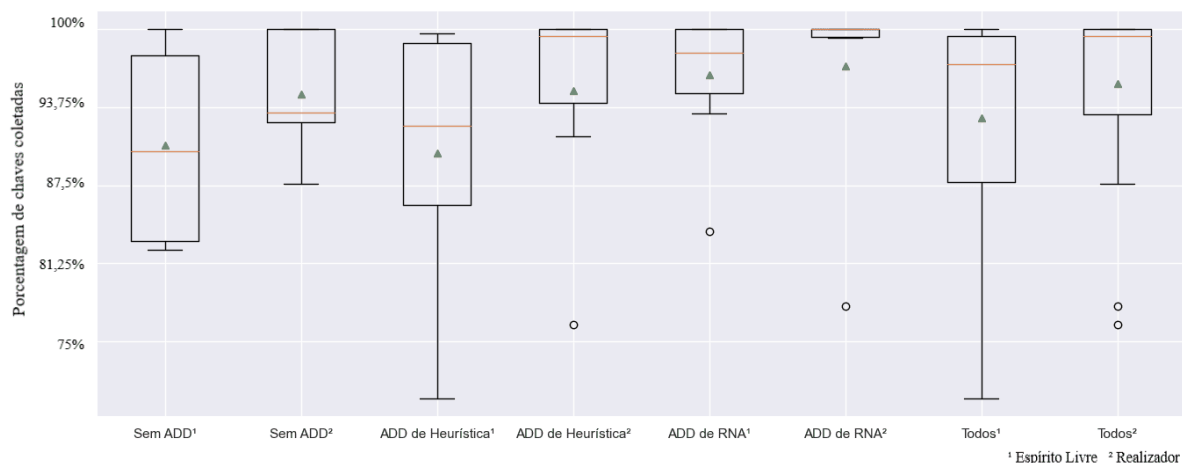 Porcentagem de chaves coletadas
100%
93,75%
87,5%
81,25%
75%
Sem ADD¹
Sem ADD²
ADD de Heurística¹
ADD de Heurística²
ADD de RNA¹
ADD de RNA²
Todos¹
Todos²
¹ Espírito Livre ² Realizador